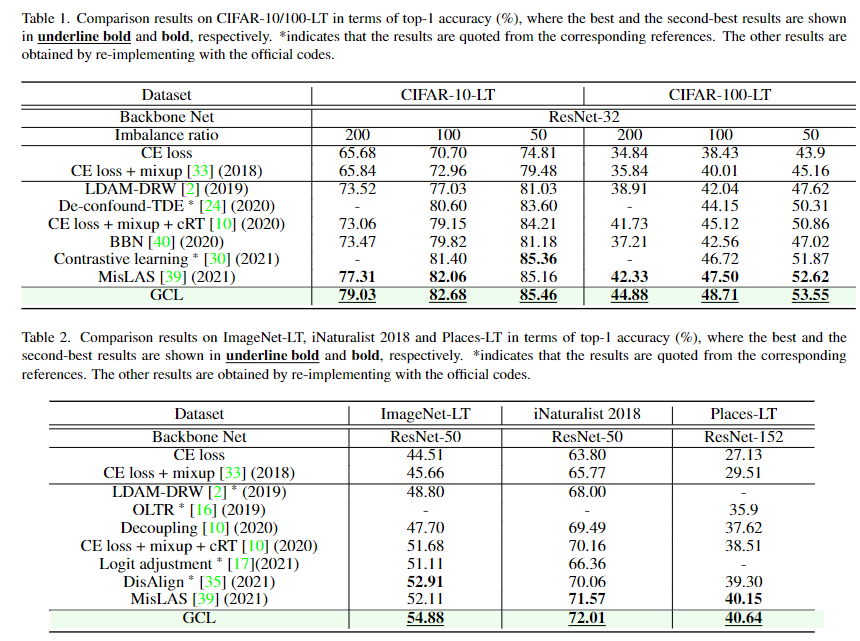 Table 1. Comparison results on CIFAR-10/100-LT in terms of top-1 accuracy (%), where the best and the second-best results are shown
in underline bold and bold, respectively. *indicates that the results are quoted from the corresponding references. The other results are
obtained by re-implementing with the official codes.
Dataset CIFAR-10-LT CIFAR-100-LT
Backbone Net ResNet-32
Imbalance ratio 200 100 50 200 100 50
CE loss 65.68 70.70 74.81 34.84 38.43 43.9
CE loss + mixup [33] (2018) 65.84 72.96 79.48 35.84 40.01 45.16
LDAM-DRW [2] (2019) 73.52 77.03 81.03 38.91 42.04 47.62
De-confound-TDE * [24] (2020) - 80.60 83.60 - 44.15 50.31
CE loss + mixup + cRT [10] (2020) 73.06 79.15 84.21 41.73 45.12 50.86
BBN [40] (2020) 73.47 79.82 81.18 37.21 42.56 47.02
Contrastive learning * [30] (2021) - 81.40 85.36 - 46.72 51.87
MisLAS [39] (2021) 77.31 82.06 85.16 42.33 47.50 52.62
GCL 79.03 82.68 85.46 44.88 48.71 53.55
Table 2. Comparison results on ImageNet-LT, iNaturalist 2018 and Places-LT in terms of top-1 accuracy (%), where the best and the
second-best results are shown in underline bold and bold, respectively. *indicates that the results are quoted from the corresponding
references. The other results are obtained by re-implementing with the official codes.
Dataset ImageNet-LT iNaturalist 2018 Places-LT
Backbone Net ResNet-50 ResNet-50 ResNet-152
CE loss 44.51 63.80 27.13
CE loss + mixup [33] (2018) 45.66 65.77 29.51
LDAM-DRW [2] * (2019) 48.80 68.00 -
OLTR * [16] (2019) - - 35.9
Decoupling [10] (2020) 47.70 69.49 37.62
CE loss + mixup + cRT [10] (2020) 51.68 70.16 38.51
Logit adjustment * [17](2021) 51.11 66.36 -
DisAlign * [35] (2021) 52.91 70.06 39.30
MisLAS [39] (2021) 52.11 71.57 40.15
GCL 54.88 72.01 40.64